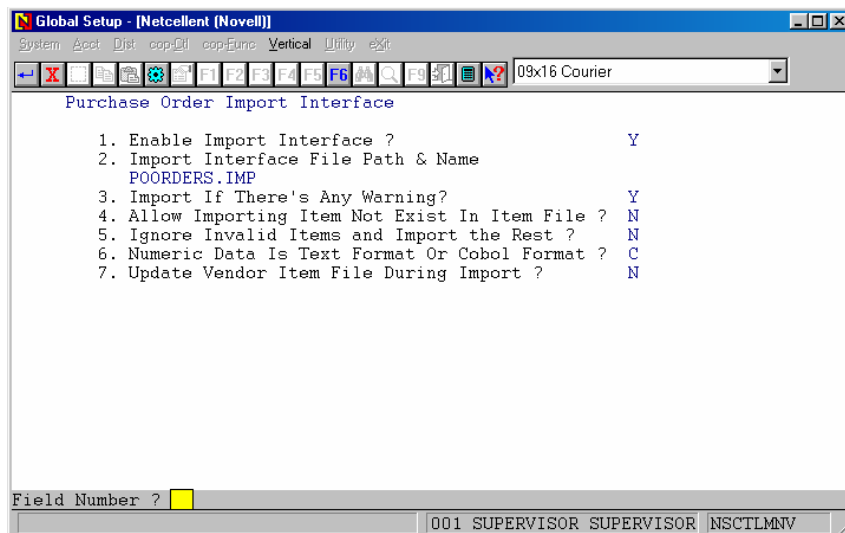 Global Setup - [Netcellent (Novell)]
System Acct Dist cop-Ctl cop-Func Vertical Utility eXit
F1 F2 F3 F4 F5 F6 F9 09x16 Courier
Purchase Order Import Interface
1. Enable Import Interface ? Y
2. Import Interface File Path & Name
POORDERS.IMP
3. Import If There's Any Warning? Y
4. Allow Importing Item Not Exist In Item File ? N
5. Ignore Invalid Items and Import the Rest ? N
6. Numeric Data Is Text Format Or Cobol Format ? C
7. Update Vendor Item File During Import ? N
Field Number ?
001 SUPERVISOR SUPERVISOR NSCTLMNV